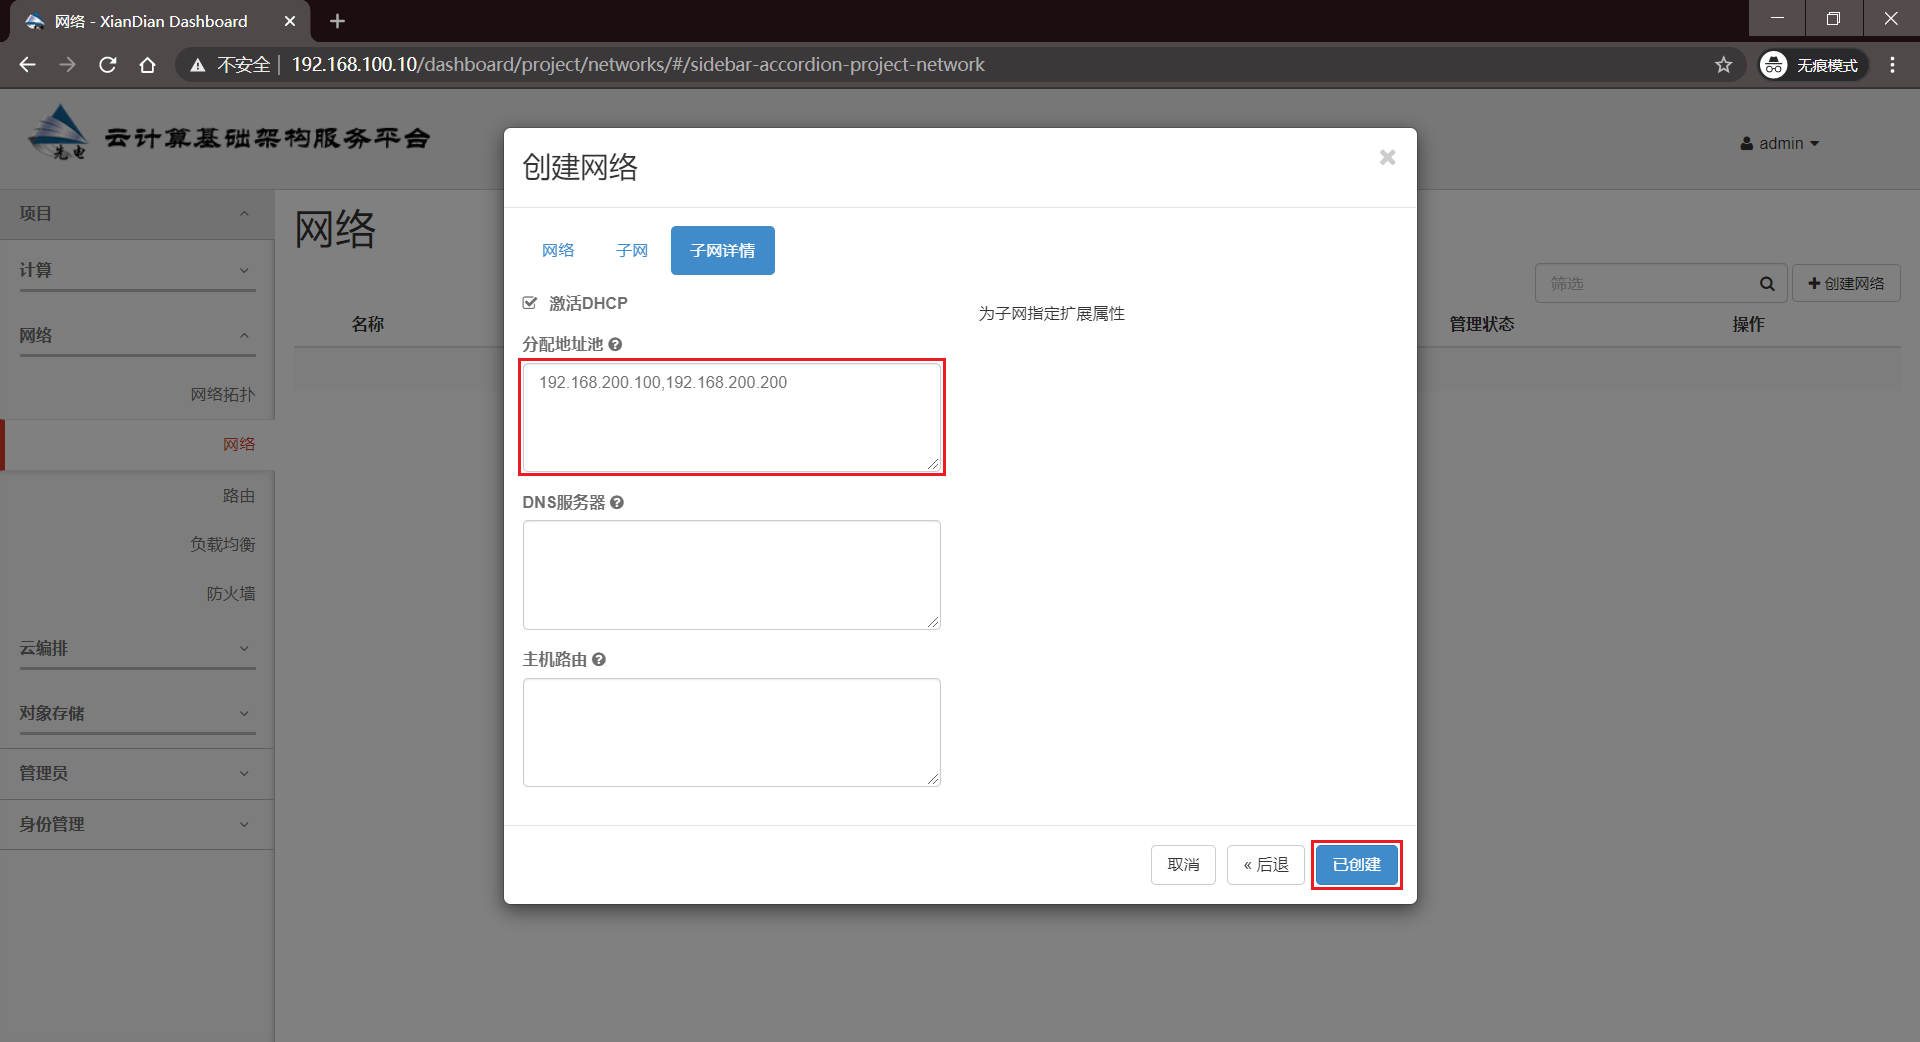 网络 - XianDian Dashboard
不安全 | 192.168.100.10/dashboard/project/networks/#/sidebar-accordion-project-network
无痕模式
先电
云计算基础架构服务平台
admin
项目
计算
网络
网络拓扑
网络
路由
负载均衡
防火墙
云编排
对象存储
管理员
身份管理
网络
筛选
创建网络
名称
管理状态
操作
创建网络
网络
子网
子网详情
激活DHCP
为子网指定扩展属性
分配地址池
192.168.200.100,192.168.200.200
DNS服务器
主机路由
取消
« 后退
已创建